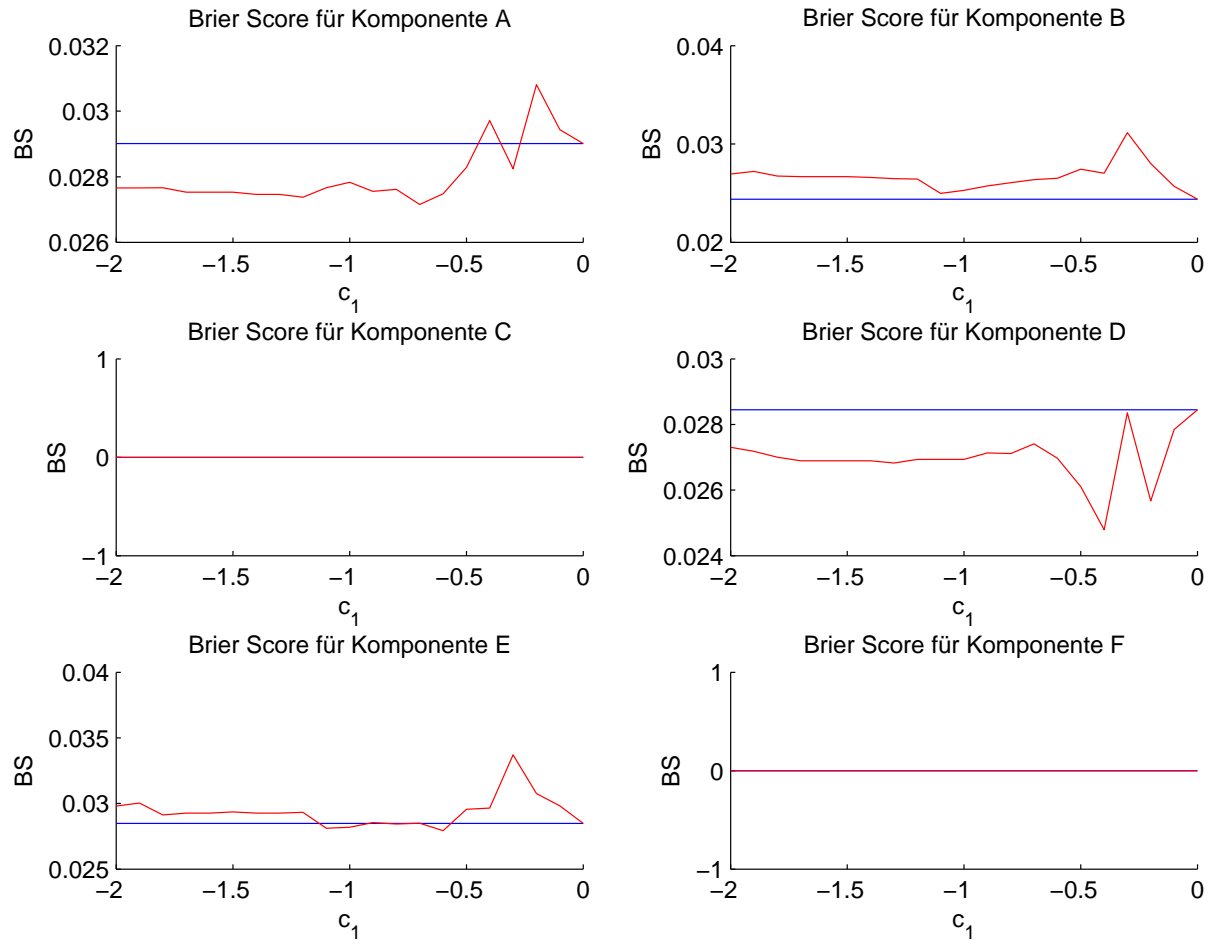 Brier Score für Komponente A
0.032
0.03
0.028
0.026
BS
−2
−1.5
−1
−0.5
0
c1
Brier Score für Komponente B
0.04
0.03
0.02
BS
−2
−1.5
−1
−0.5
0
c1
Brier Score für Komponente C
1
0
−1
BS
−2
−1.5
−1
−0.5
0
c1
Brier Score für Komponente D
0.03
0.028
0.026
0.024
BS
−2
−1.5
−1
−0.5
0
c1
Brier Score für Komponente E
0.04
0.035
0.03
0.025
BS
−2
−1.5
−1
−0.5
0
c1
Brier Score für Komponente F
1
0
−1
BS
−2
−1.5
−1
−0.5
0
c1